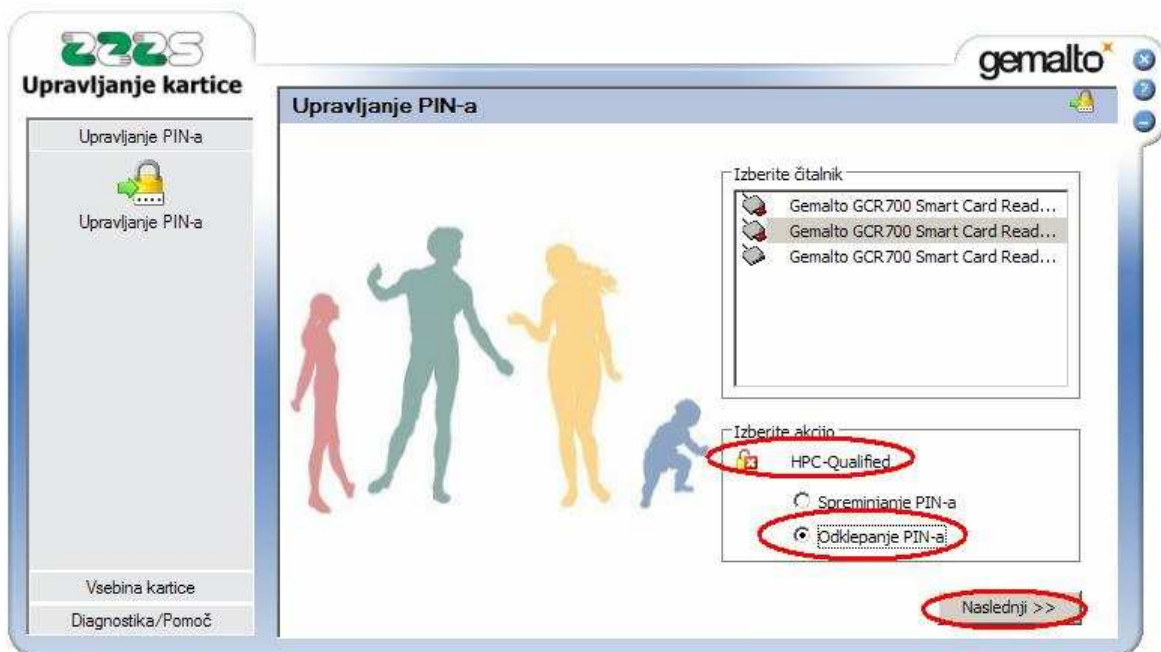 ZZZS
Upravljanje kartice
gemalto
Upravljanje PIN-a
Upravljanje PIN-a
Upravljanje PIN-a
Vsebina kartice
Diagnostika/Pomoč
Izberite čitalnik
Gemalto GCR700 Smart Card Read...
Gemalto GCR700 Smart Card Read...
Gemalto GCR700 Smart Card Read...
Izberite akcijo
HPC-Qualified
Spreminjanje PIN-a
Odklepanje PIN-a
Naslednji >>